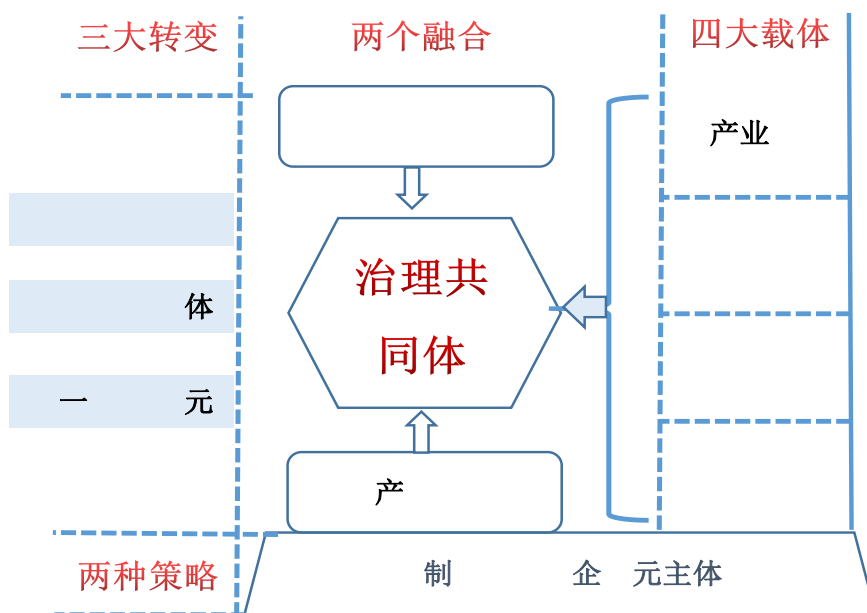 三大转变 两个融合 四大载体
产业
治理共
同体
体
一 元
产
两种策略 制 企 元主体